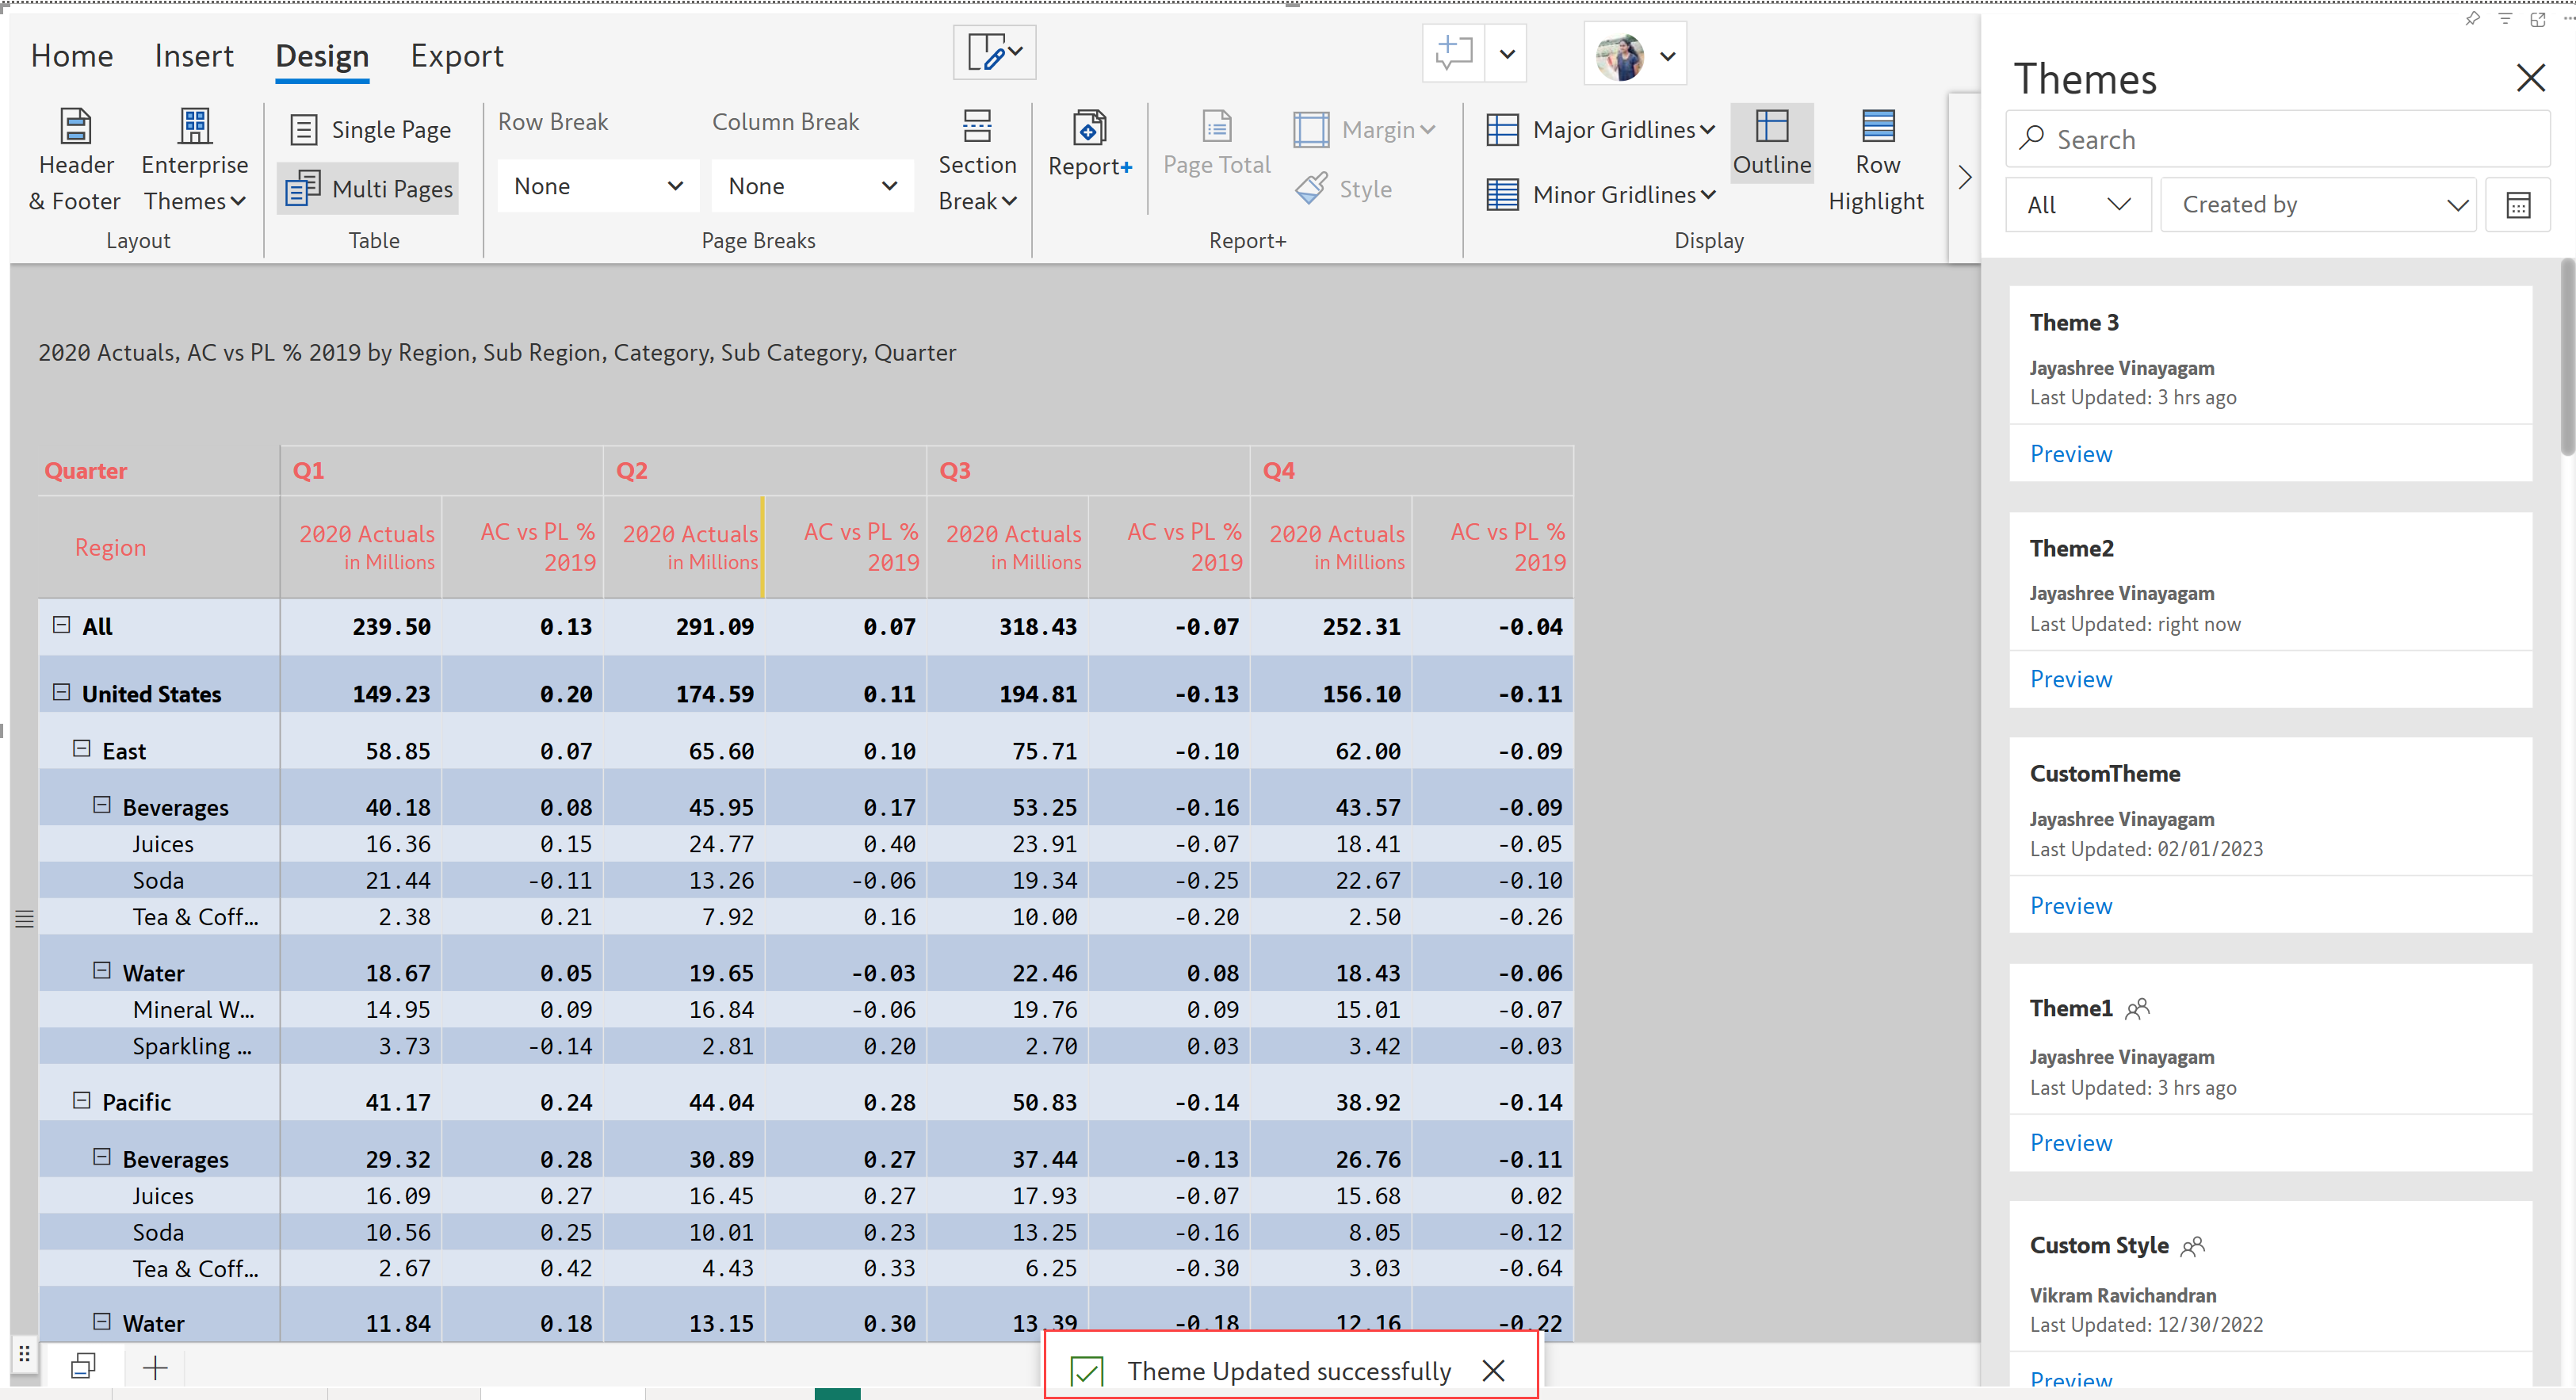 Home Insert Design Export
Header & Footer
Enterprise Themes
Layout
Single Page
Multi Pages
Table
Row Break
None
Column Break
None
Section Break
Page Breaks
Report+
Page Total
Margin
Style
Report+
Major Gridlines
Minor Gridlines
Outline
Row Highlight
Display
2020 Actuals, AC vs PL % 2019 by Region, Sub Region, Category, Sub Category, Quarter
Quarter Q1 Q2 Q3 Q4
Region 2020 Actuals in Millions AC vs PL % 2019 2020 Actuals in Millions AC vs PL % 2019 2020 Actuals in Millions AC vs PL % 2019 2020 Actuals in Millions AC vs PL % 2019
All 239.50 0.13 291.09 0.07 318.43 -0.07 252.31 -0.04
United States 149.23 0.20 174.59 0.11 194.81 -0.13 156.10 -0.11
East 58.85 0.07 65.60 0.10 75.71 -0.10 62.00 -0.09
Beverages 40.18 0.08 45.95 0.17 53.25 -0.16 43.57 -0.09
Juices 16.36 0.15 24.77 0.40 23.91 -0.07 18.41 -0.05
Soda 21.44 -0.11 13.26 -0.06 19.34 -0.25 22.67 -0.10
Tea & Coff... 2.38 0.21 7.92 0.16 10.00 -0.20 2.50 -0.26
Water 18.67 0.05 19.65 -0.03 22.46 0.08 18.43 -0.06
Mineral W... 14.95 0.09 16.84 -0.06 19.76 0.09 15.01 -0.07
Sparkling ... 3.73 -0.14 2.81 0.20 2.70 0.03 3.42 -0.03
Pacific 41.17 0.24 44.04 0.28 50.83 -0.14 38.92 -0.14
Beverages 29.32 0.28 30.89 0.27 37.44 -0.13 26.76 -0.11
Juices 16.09 0.27 16.45 0.27 17.93 -0.07 15.68 0.02
Soda 10.56 0.25 10.01 0.23 13.25 -0.16 8.05 -0.12
Tea & Coff... 2.67 0.42 4.43 0.33 6.25 -0.30 3.03 -0.64
Water 11.84 0.18 13.15 0.30 13.39 -0.18 12.16 -0.22
Theme Updated successfully
Themes
Search
All Created by
Theme 3
Jayashree Vinayagam
Last Updated: 3 hrs ago
Preview
Theme2
Jayashree Vinayagam
Last Updated: right now
Preview
CustomTheme
Jayashree Vinayagam
Last Updated: 02/01/2023
Preview
Theme1
Jayashree Vinayagam
Last Updated: 3 hrs ago
Preview
Custom Style
Vikram Ravichandran
Last Updated: 12/30/2022
Preview